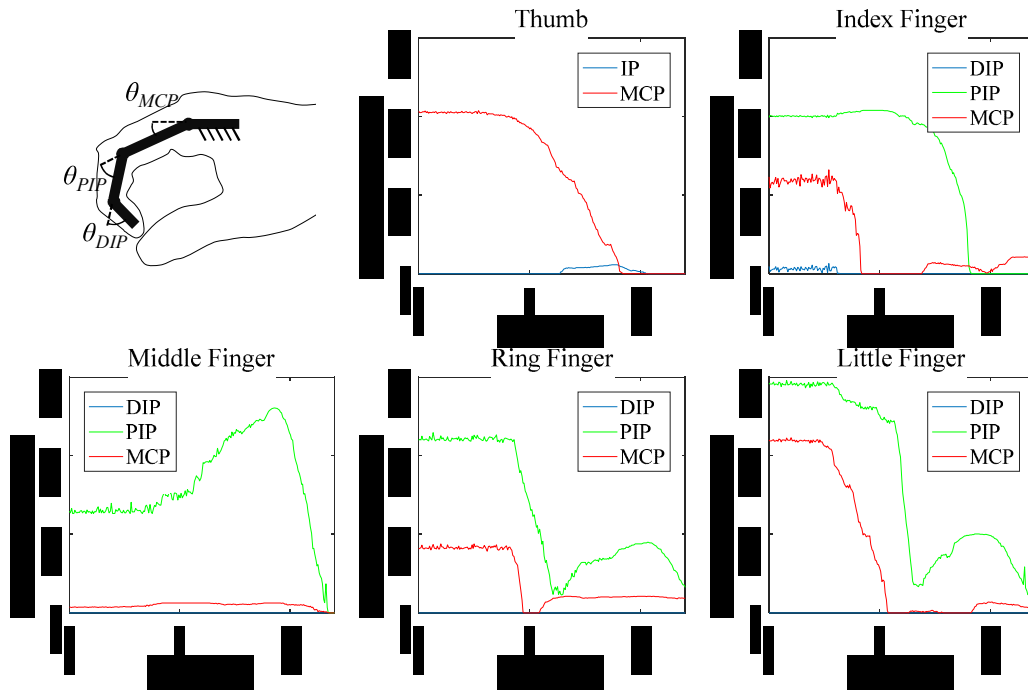 θMCP
θPIP
θDIP
Thumb
IP
MCP
Index Finger
DIP
PIP
MCP
Middle Finger
DIP
PIP
MCP
Ring Finger
DIP
PIP
MCP
Little Finger
DIP
PIP
MCP